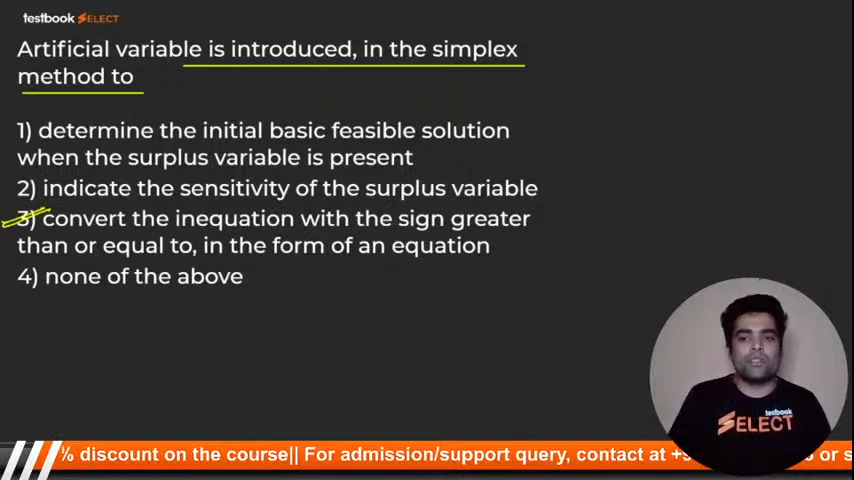 testbook SELECT
Artificial variable is introduced, in the simplex
method to
1) determine the initial basic feasible solution
when the surplus variable is present
2) indicate the sensitivity of the surplus variable
3) convert the inequation with the sign greater
than or equal to, in the form of an equation
4) none of the above
testbook
SELECT
% discount on the course|| For admission/support query, contact at
or s